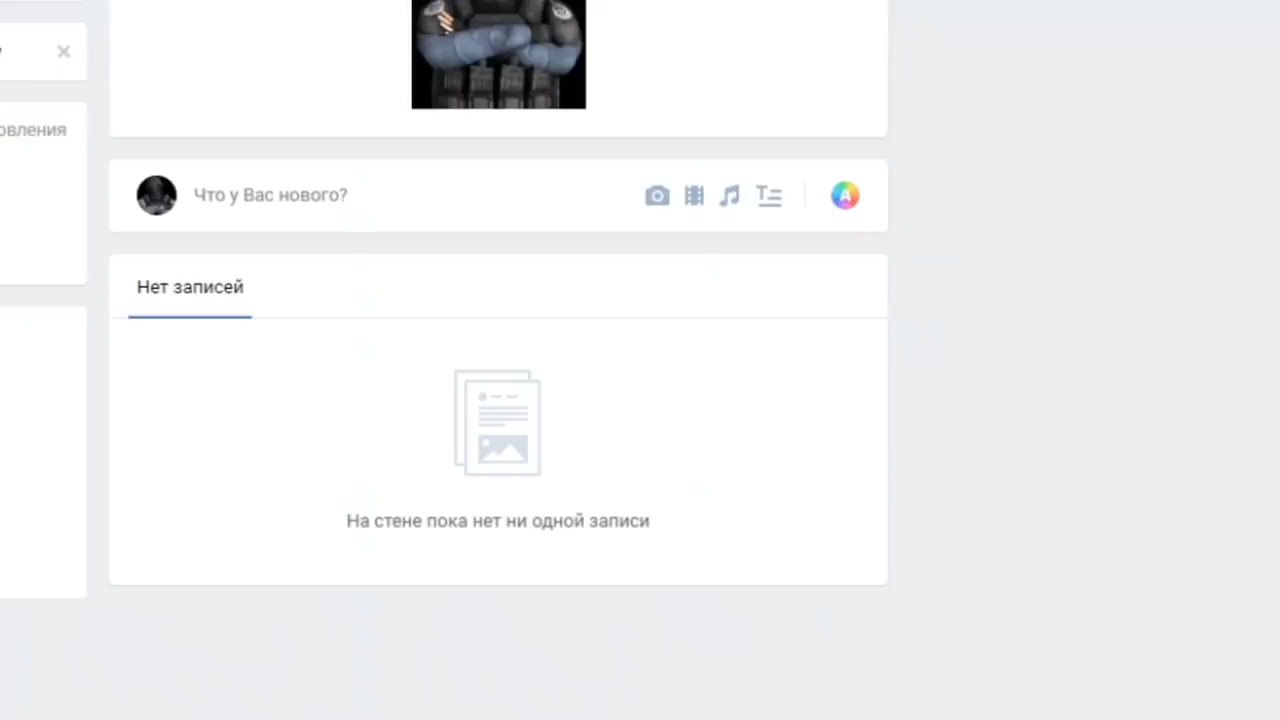 овления
Что у Вас нового?
Нет записей
На стене пока нет ни одной записи